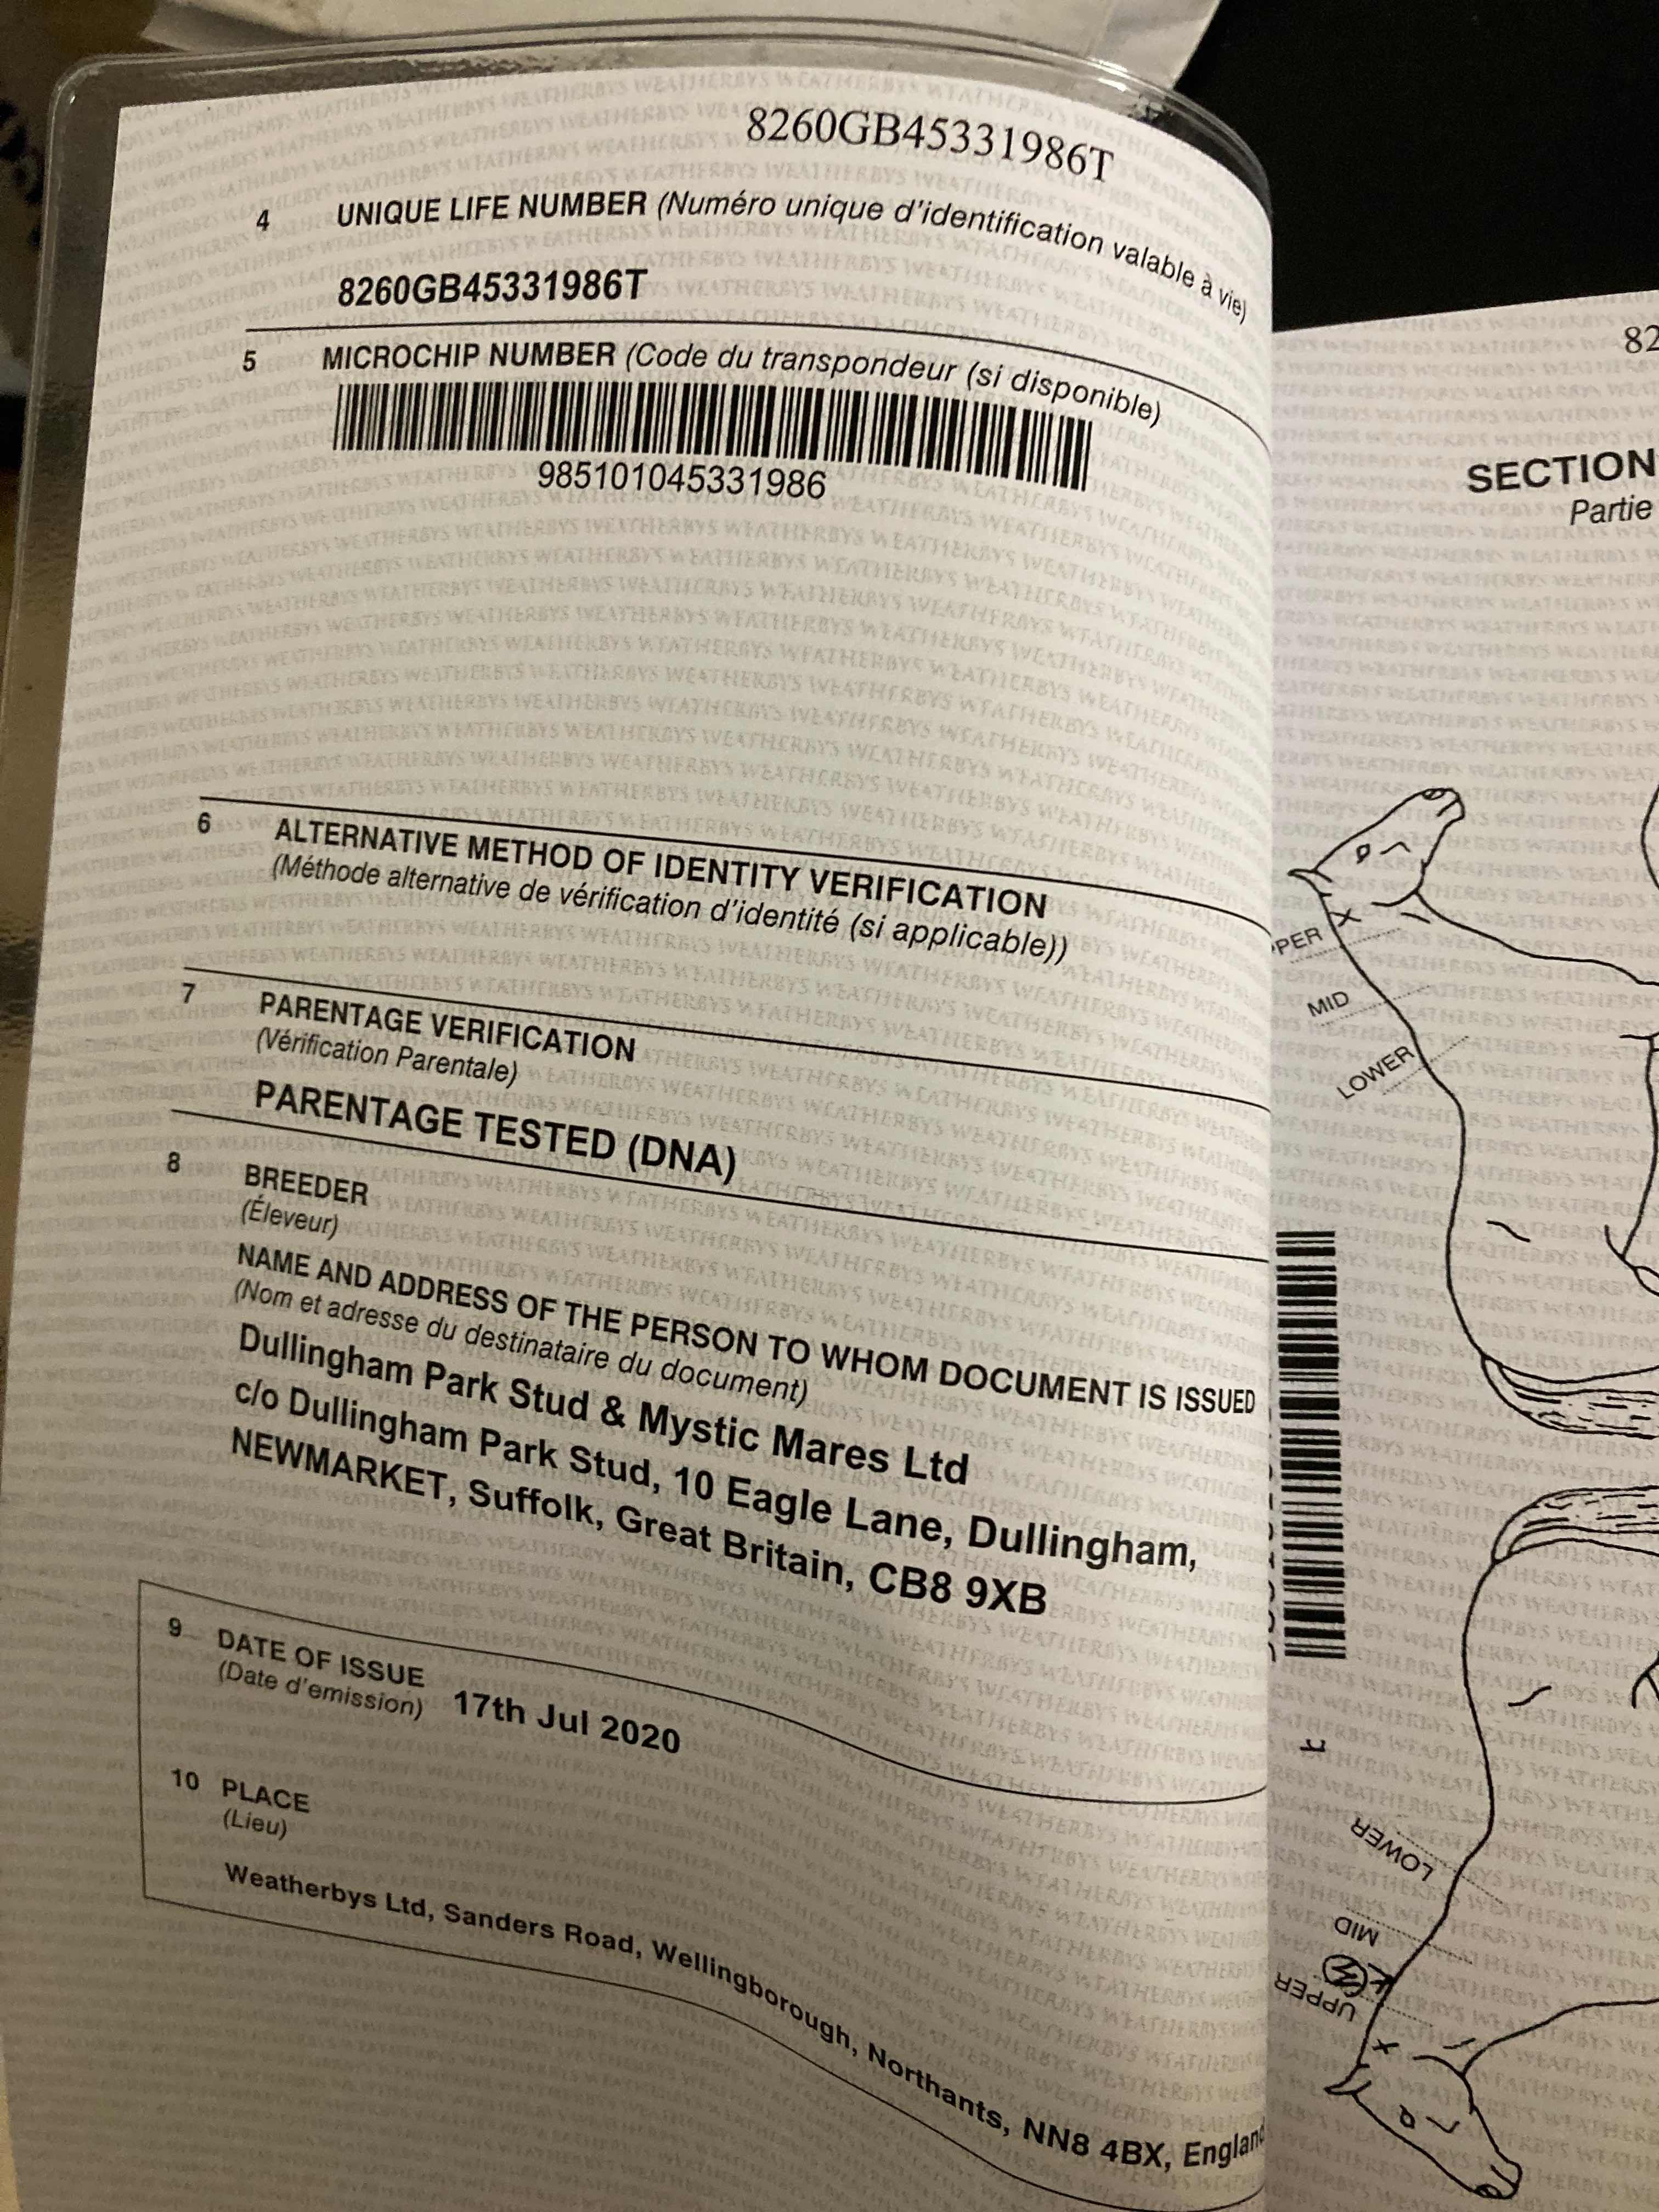 8260GB45331986T
4 UNIQUE LIFE NUMBER (Numéro unique d'identification valable à vie)
8260GB45331986T
5 MICROCHIP NUMBER (Code du transpondeur (si disponible)
985101045331986
6 ALTERNATIVE METHOD OF IDENTITY VERIFICATION
(Méthode alternative de vérification d'identité (si applicable))
7 PARENTAGE VERIFICATION
(Vérification Parentale)
PARENTAGE TESTED (DNA)
8 BREEDER
(Éleveur)
NAME AND ADDRESS OF THE PERSON TO WHOM DOCUMENT IS ISSUED
(Nom et adresse du destinataire du document)
Dullingham Park Stud & Mystic Mares Ltd
c/o Dullingham Park Stud, 10 Eagle Lane, Dullingham,
NEWMARKET, Suffolk, Great Britain, CB8 9XB
9 DATE OF ISSUE
(Date d'emission) 17th Jul 2020
10 PLACE
(Lieu)
Weatherbys Ltd, Sanders Road, Wellingborough, Northants, NN8 4BX, England
82
SECTION
Partie
PER
MID
LOWER
LOWER
MID
UPPER